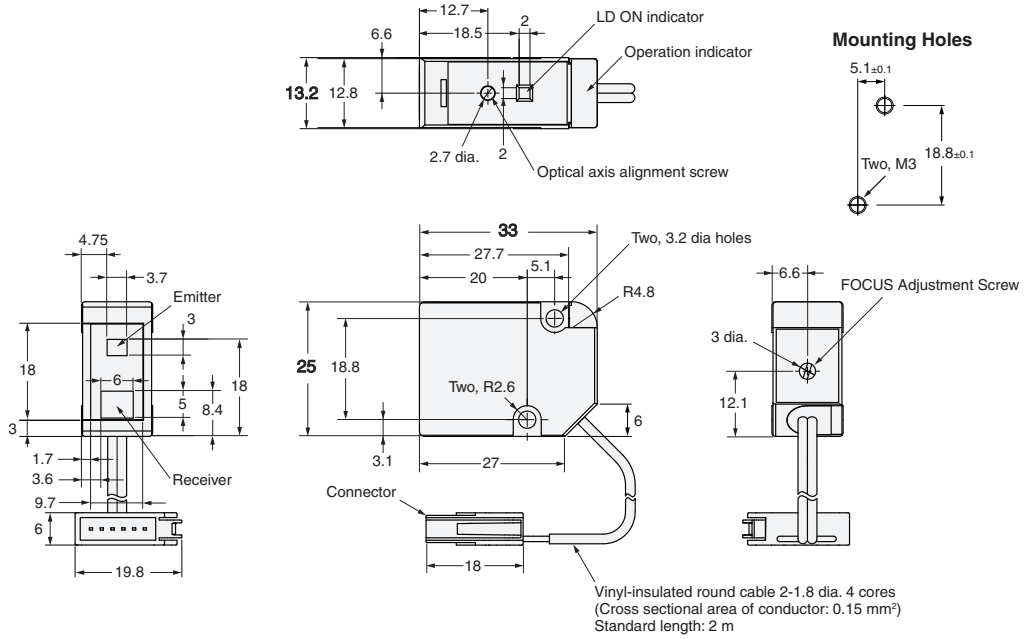 12.7
2
LD ON indicator
18.5
6.6
Operation indicator
13.2
12.8
2.7 dia.
2
Optical axis alignment screw
Mounting Holes
5.1±0.1
18.8±0.1
Two, M3
4.75
3.7
Emitter
3
18
6
18
5
8.4
3
1.7
3.6
Receiver
9.7
6
19.8
33
27.7
Two, 3.2 dia holes
20
5.1
R4.8
25
18.8
Two, R2.6
6
3.1
27
Connector
18
Vinyl-insulated round cable 2-1.8 dia. 4 cores
(Cross sectional area of conductor: 0.15 mm²)
Standard length: 2 m
6.6
FOCUS Adjustment Screw
3 dia.
12.1